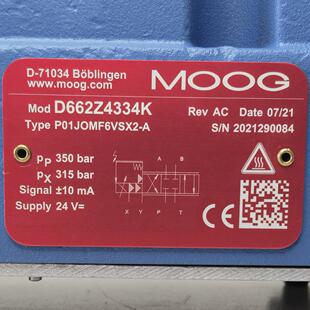 D-71034 Böblingen
www.moog.com
MOOG
Mod D662Z4334K
Rev AC Date 07/21
Type P01JOMF6VSX2-A
S/N 2021290084
pP 350 bar
pX 315 bar
Signal ±10 mA
Supply 24 V=
A B
X Y P T
CE